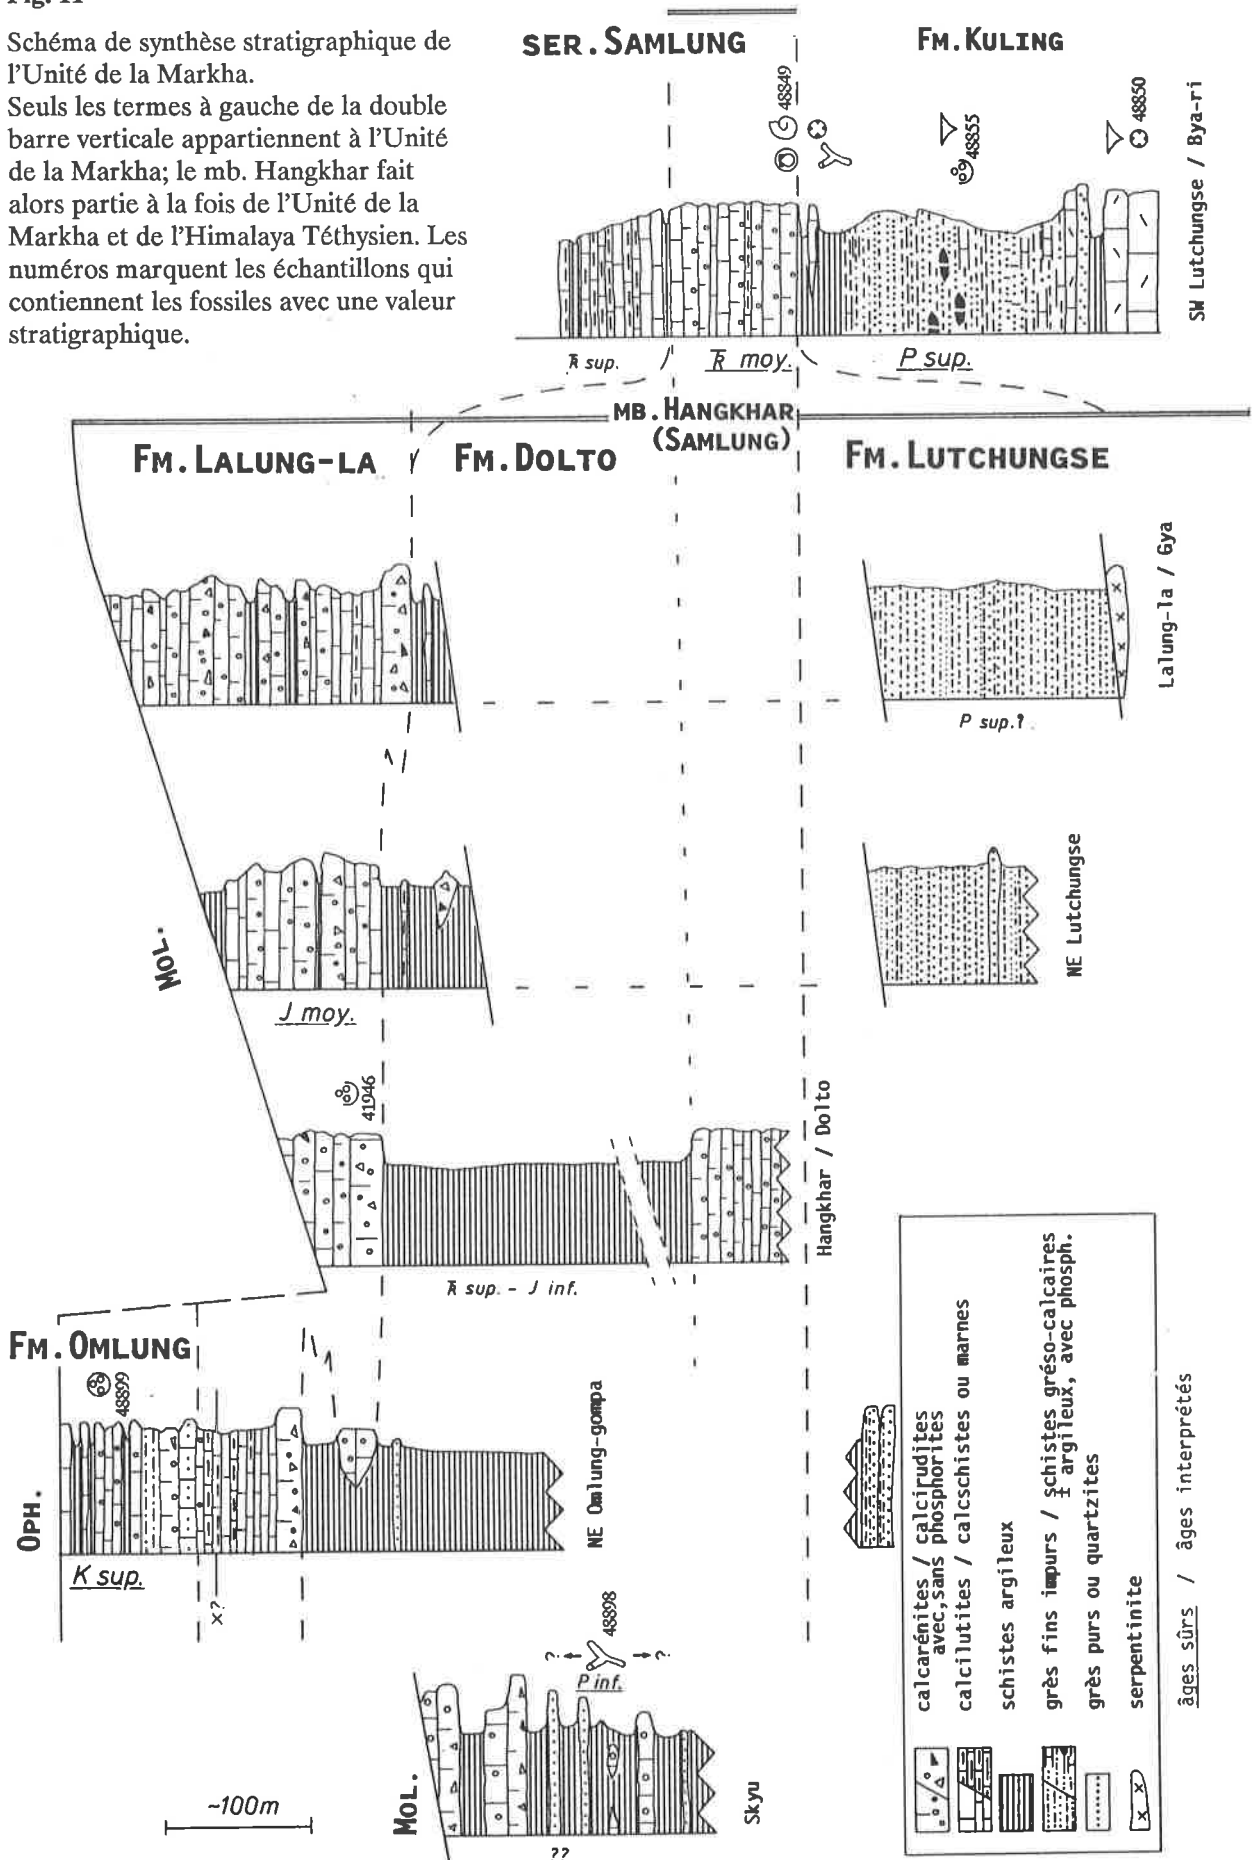 Schéma de synthèse stratigraphique de
l'Unité de la Markha.
Seuls les termes à gauche de la double
barre verticale appartiennent à l'Unité
de la Markha; le mb. Hangkhar fait
alors partie à la fois de l'Unité de la
Markha et de l'Himalaya Téthysien. Les
numéros marquent les échantillons qui
contiennent les fossiles avec une valeur
stratigraphique.
SER. SAMLUNG
FM. KULING
48849
48855
48850
SW Lutchungse / Bya-ri
T̅R sup.
T̅R moy.
P sup.
MB. HANGKHAR
(SAMLUNG)
FM. LALUNG-LA
FM. DOLTO
FM. LUTCHUNGSE
Lalung-la / Gya
P sup.?
MOL.
J moy.
NE Lutchungse
41946
Hangkhar / Dolto
T̅R sup. - J inf.
FM. OMLUNG
48899
OPH.
K sup.
x?
NE Omlung-gompa
48898
?
?
P inf.
MOL.
Skyu
??
~100m
calcarénites / calcirudites
avec, sans phosphorites
calcilutites / calcschistes ou marnes
schistes argileux
grès fins impurs / schistes gréso-calcaires
± argileux, avec phosph.
grès purs ou quartzites
serpentinite
âges sûrs / âges interprétés